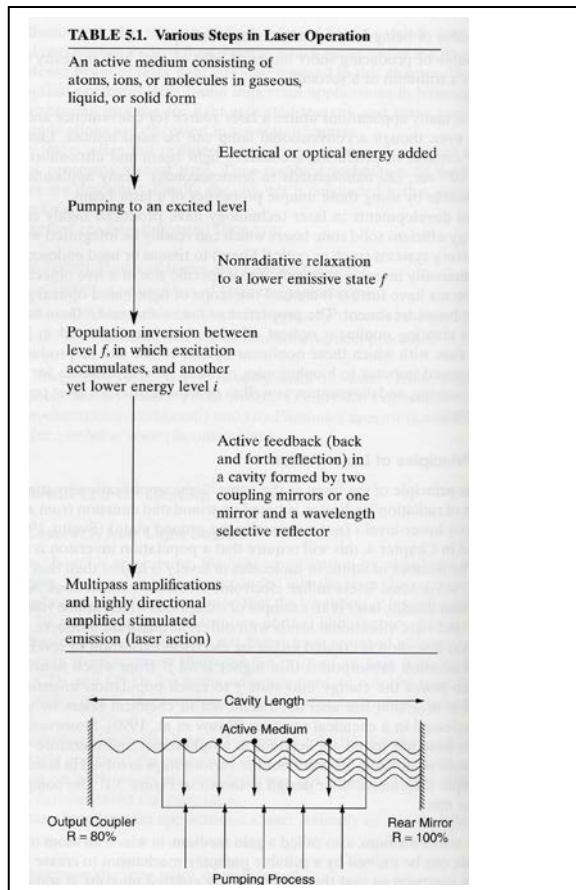 TABLE 5.1. Various Steps in Laser Operation
An active medium consisting of
atoms, ions, or molecules in gaseous,
liquid, or solid form
Electrical or optical energy added
Pumping to an excited level
Nonradiative relaxation
to a lower emissive state f
Population inversion between
level f, in which excitation
accumulates, and another
yet lower energy level i
Active feedback (back
and forth reflection) in
a cavity formed by two
coupling mirrors or one
mirror and a wavelength
selective reflector
Multipass amplifications
and highly directional
amplified stimulated
emission (laser action)
Cavity Length
Active Medium
Output Coupler
R = 80%
Rear Mirror
R = 100%
Pumping Process